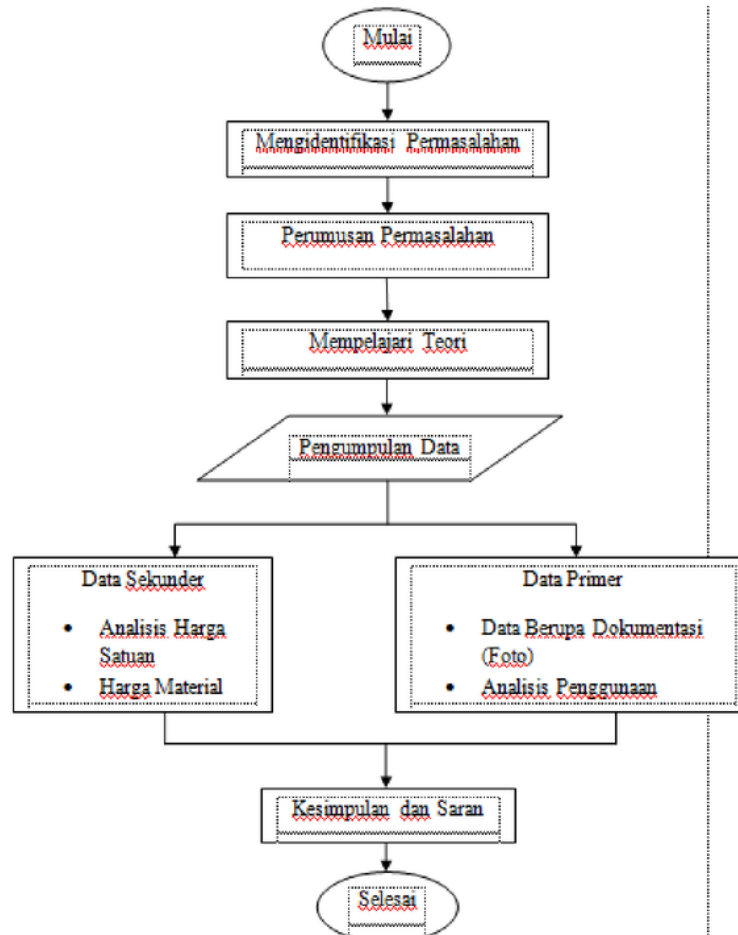 Mulai
Mengidentifikasi Permasalahan
Perumusan Permasalahan
Mempelajari Teori
Pengumpulan Data
Data Sekunder
• Analisis Harga
Satuan
• Harga Material
Data Primer
• Data Berupa Dokumentasi
(Foto)
• Analisis Penggunaan
Kesimpulan dan Saran
Selesai